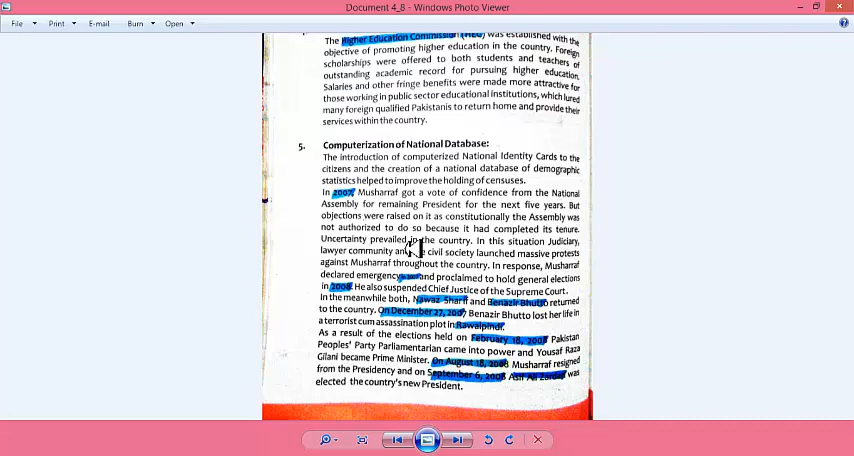 Document 4_8 - Windows Photo Viewer
File Print E-mail Burn Open
The Higher Education Commission (HEC) was established with the
objective of promoting higher education in the country. Foreign
scholarships were offered to both students and teachers of
outstanding academic record for pursuing higher education.
Salaries and other fringe benefits were made more attractive for
those working in public sector educational institutions, which lured
many foreign qualified Pakistanis to return home and provide their
services within the country.
5. Computerization of National Database:
The introduction of computerized National Identity Cards to the
citizens and the creation of a national database of demographic
statistics helped to improve the holding of censuses.
In 2007, Musharraf got a vote of confidence from the National
Assembly for remaining President for the next five years. But
objections were raised on it as constitutionally the Assembly was
not authorized to do so because it had completed its tenure.
Uncertainty prevailed in the country. In this situation Judiciary,
lawyer community and the civil society launched massive protests
against Musharraf throughout the country. In response, Musharraf
declared emergency and proclaimed to hold general elections
in 2008. He also suspended Chief Justice of the Supreme Court.
In the meanwhile both, Nawaz Sharif and Benazir Bhutto returned
to the country. On December 27, 2007 Benazir Bhutto lost her life in
a terrorist cum assassination plot in Rawalpindi.
As a result of the elections held on February 18, 2008 Pakistan
Peoples' Party Parliamentarian came into power and Yousaf Raza
Gilani became Prime Minister. On August 18, 2008 Musharraf resigned
from the Presidency and on September 6, 2008 Asif Ali Zardari was
elected the country's new President.